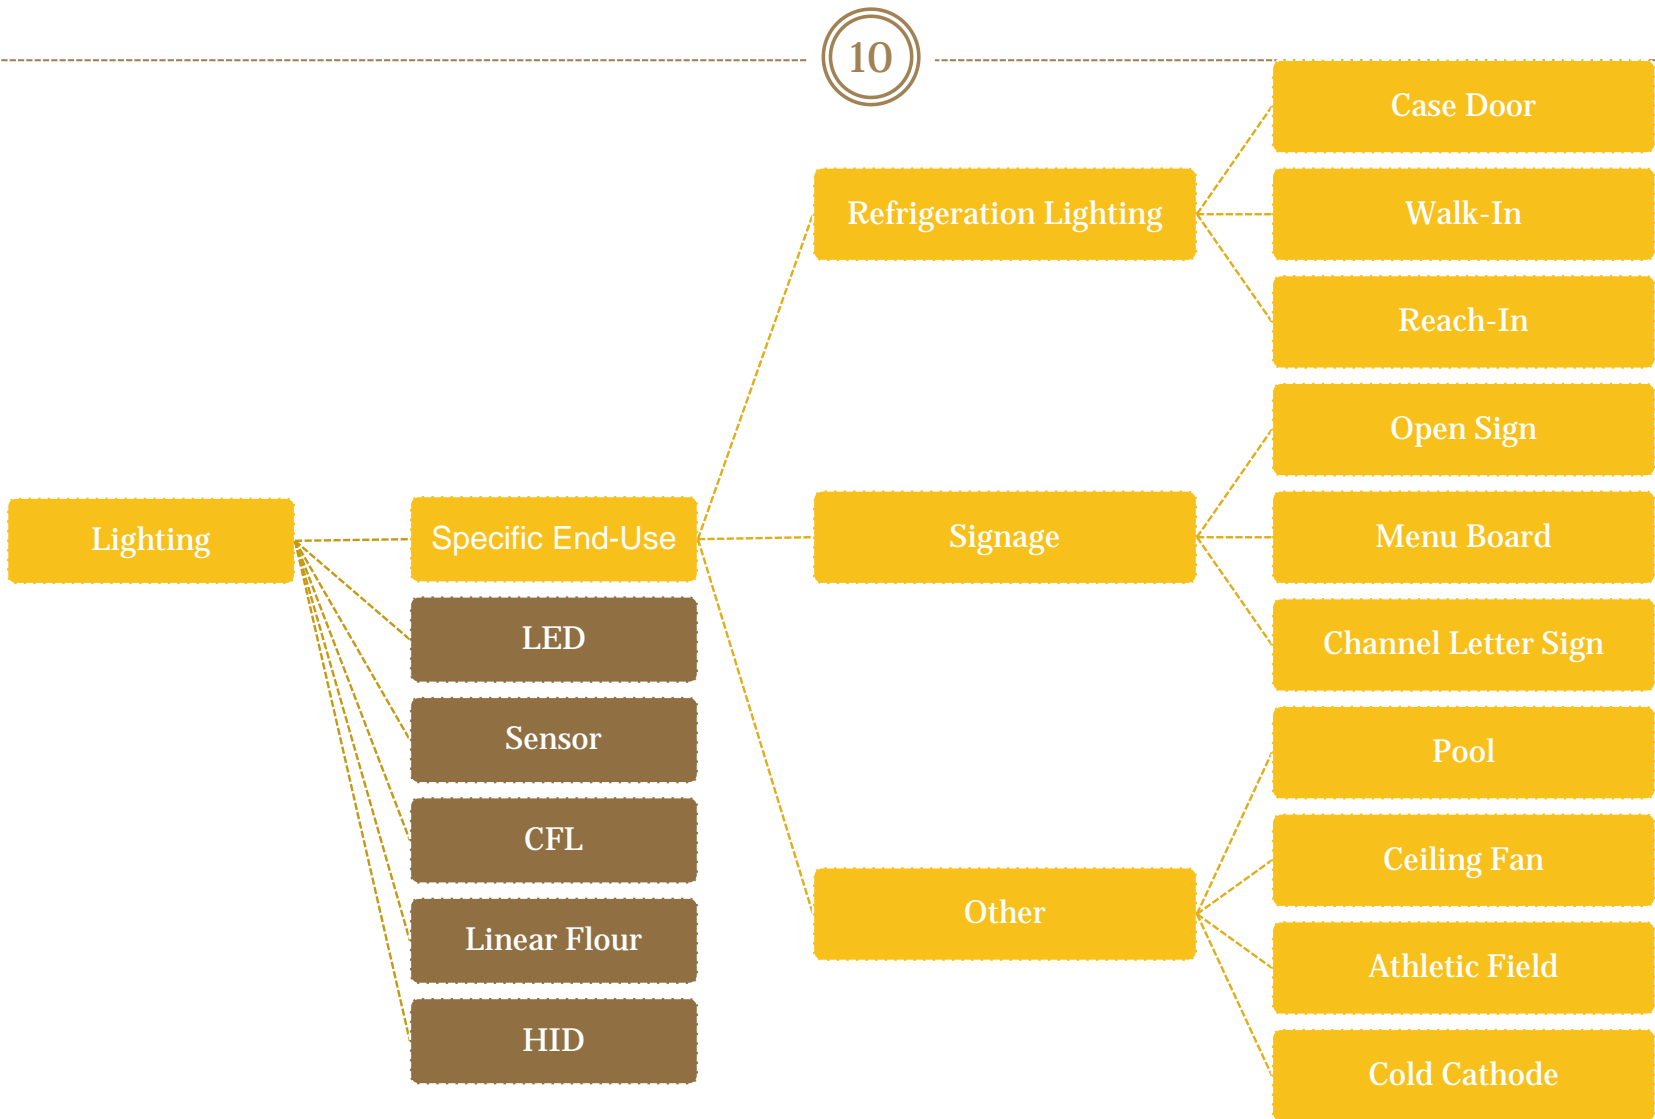 10
Lighting
Specific End-Use
LED
Sensor
CFL
Linear Flour
HID
Refrigeration Lighting
Signage
Other
Case Door
Walk-In
Reach-In
Open Sign
Menu Board
Channel Letter Sign
Pool
Ceiling Fan
Athletic Field
Cold Cathode